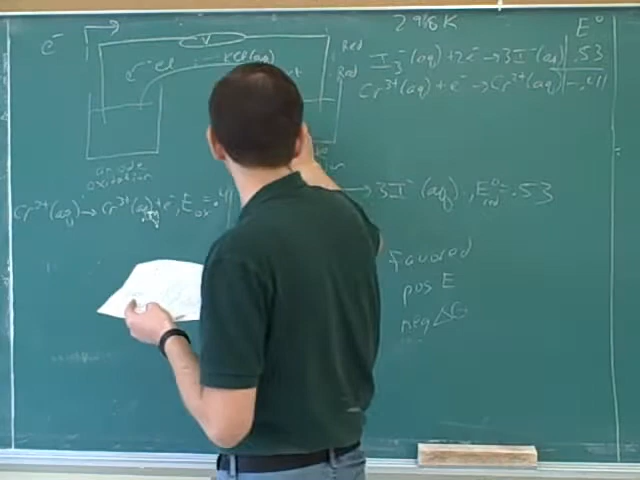 298 K
E°
e⁻
V
Red I₃⁻(aq) + 2e⁻ → 3I⁻(aq) .53
Red Cr³⁺(aq) + e⁻ → Cr²⁺(aq) -.41
KCl(aq)
anode
oxidation
Cr²⁺(aq) → Cr³⁺(aq) + e⁻, E°ox = .41
→ 3I⁻(aq), E°red = .53
favored
pos E
neg ΔG